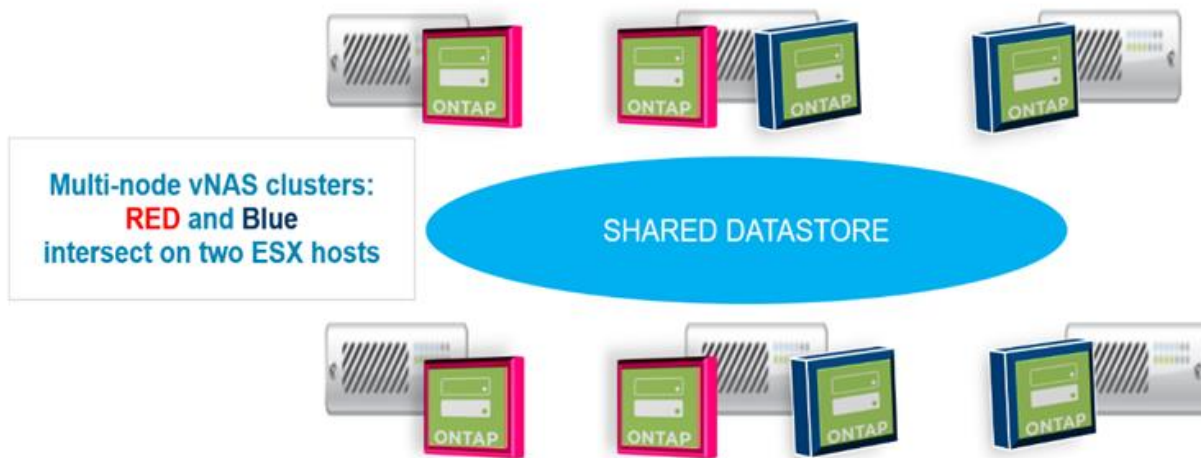 ONTAP
ONTAP
ONTAP
ONTAP
Multi-node vNAS clusters:
RED and Blue
intersect on two ESX hosts
SHARED DATASTORE
ONTAP
ONTAP
ONTAP
ONTAP